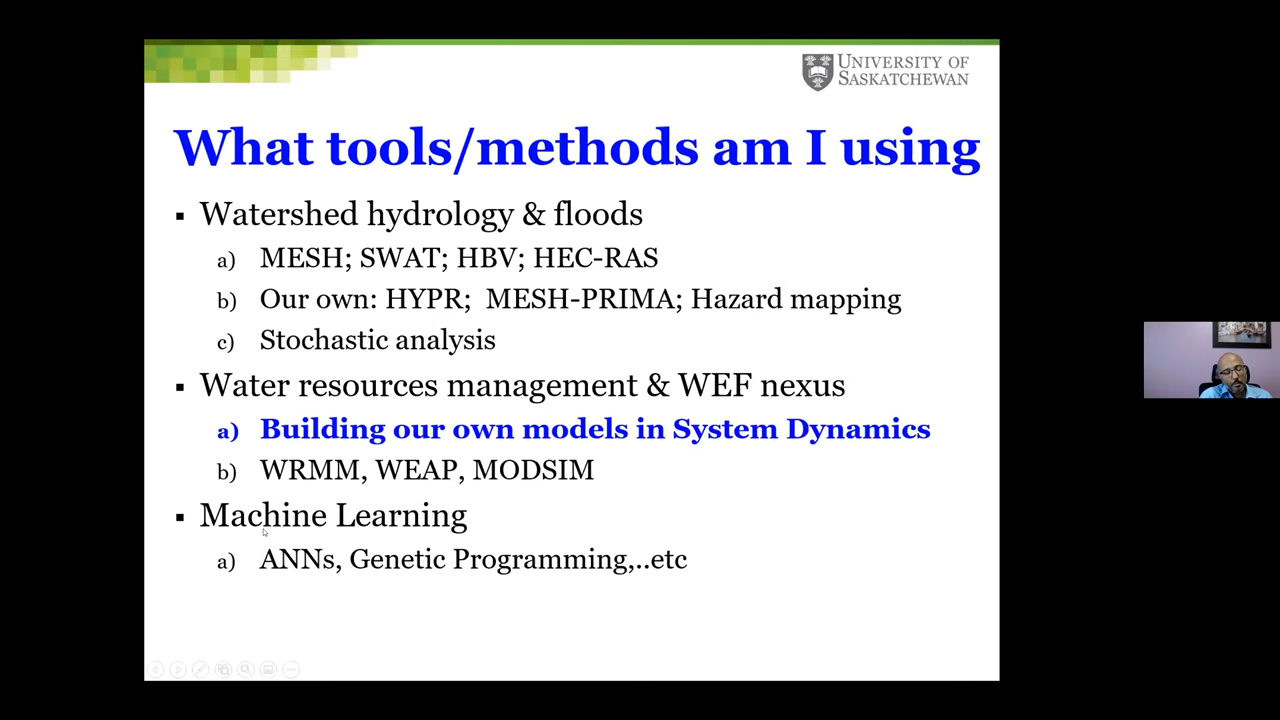 UNIVERSITY OF
SASKATCHEWAN
What tools/methods am I using
▪ Watershed hydrology & floods
a) MESH; SWAT; HBV; HEC-RAS
b) Our own: HYPR; MESH-PRIMA; Hazard mapping
c) Stochastic analysis
▪ Water resources management & WEF nexus
a) Building our own models in System Dynamics
b) WRMM, WEAP, MODSIM
▪ Machine Learning
a) ANNs, Genetic Programming,..etc